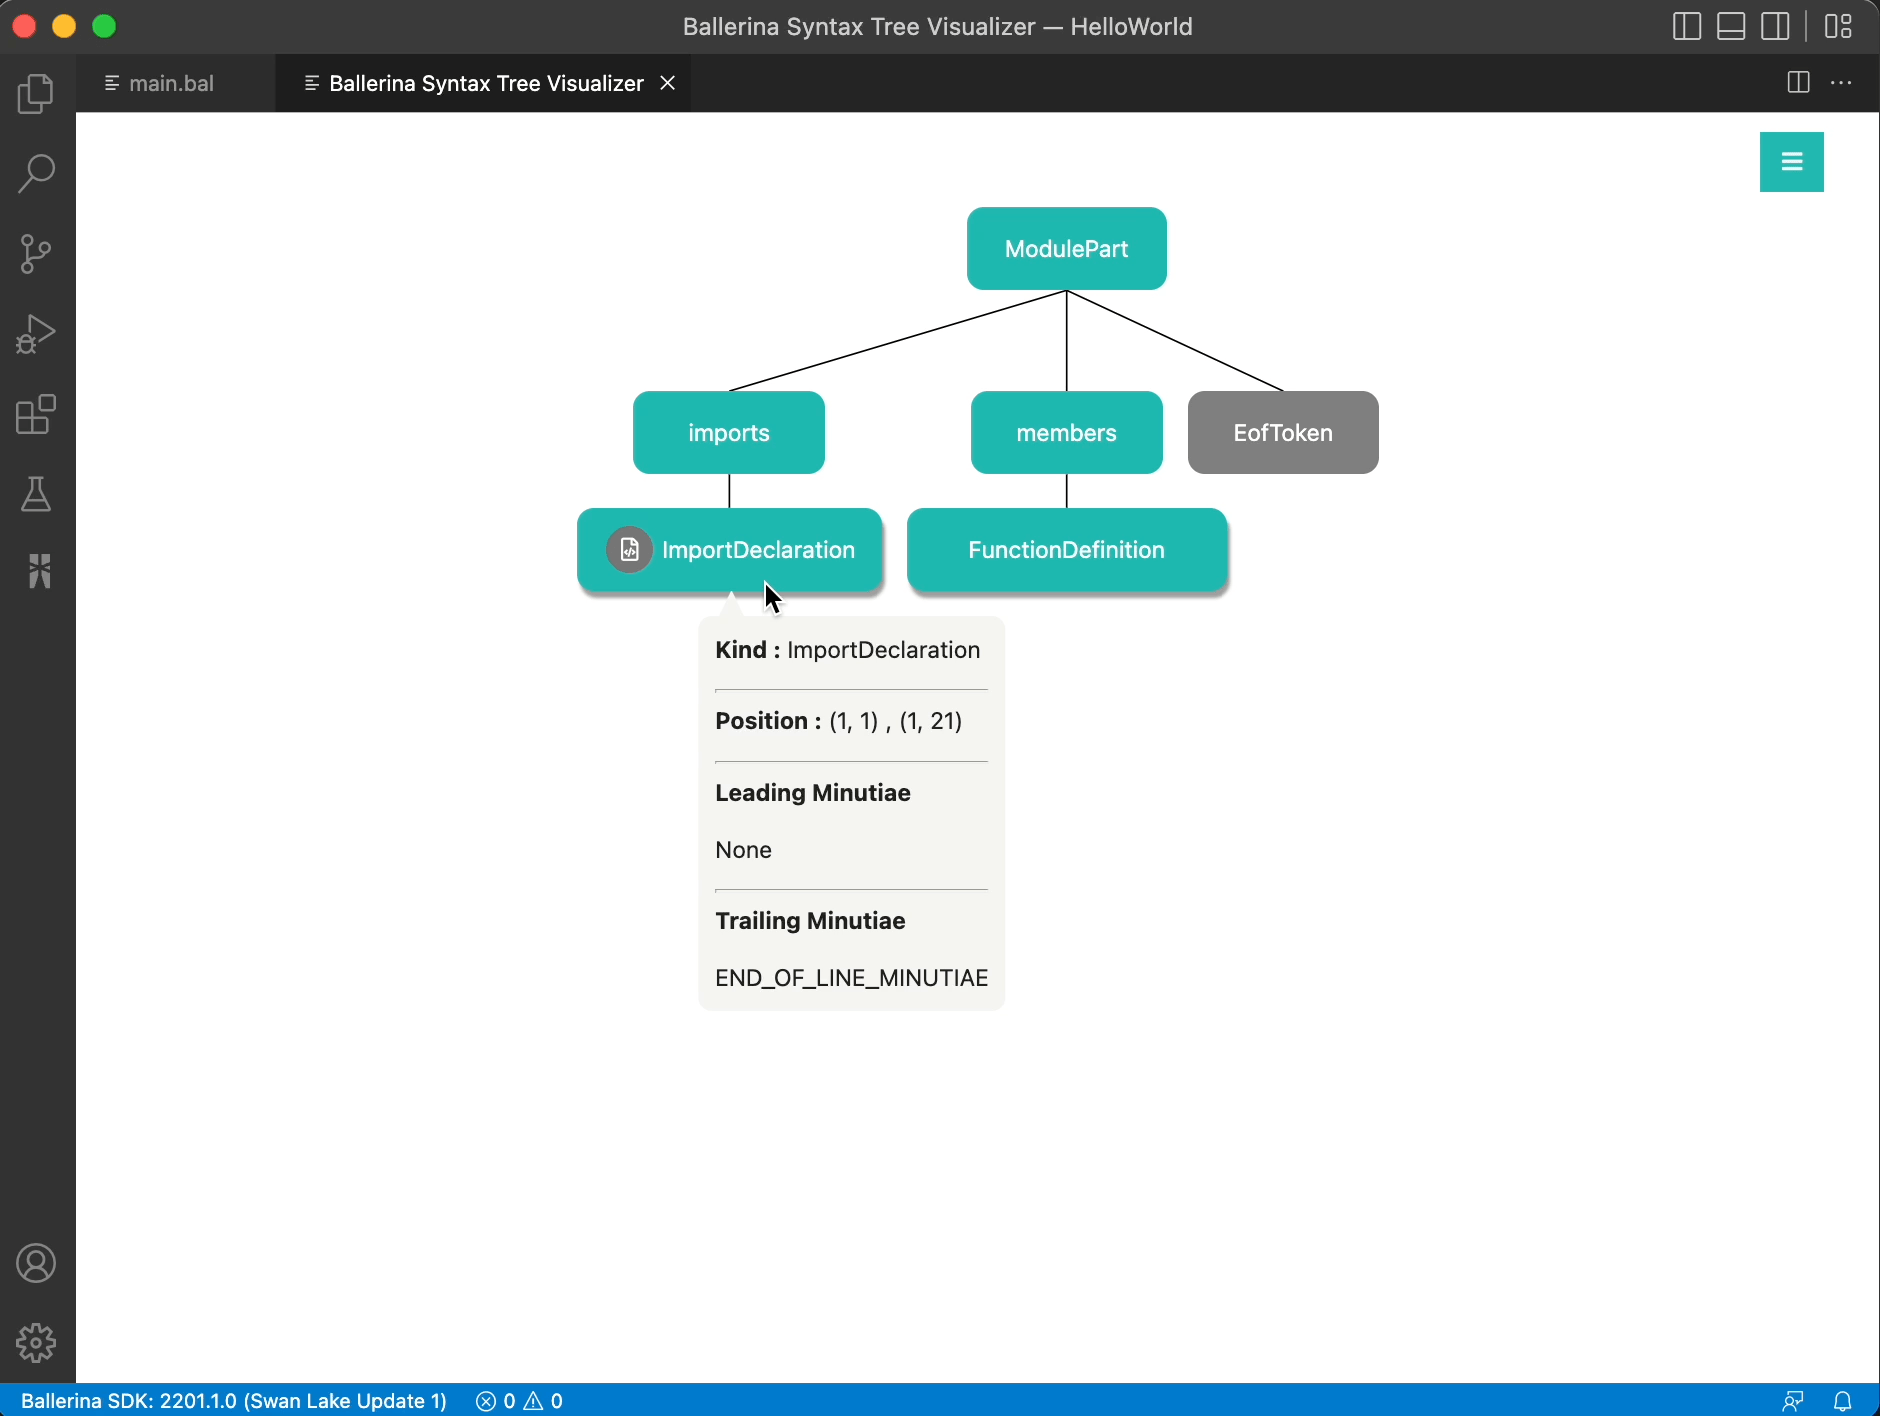 Ballerina Syntax Tree Visualizer — HelloWorld
main.bal
Ballerina Syntax Tree Visualizer
ModulePart
imports
members
EofToken
ImportDeclaration
FunctionDefinition
Kind : ImportDeclaration
Position : (1, 1) , (1, 21)
Leading Minutiae
None
Trailing Minutiae
END_OF_LINE_MINUTIAE
Ballerina SDK: 2201.1.0 (Swan Lake Update 1) 0 0